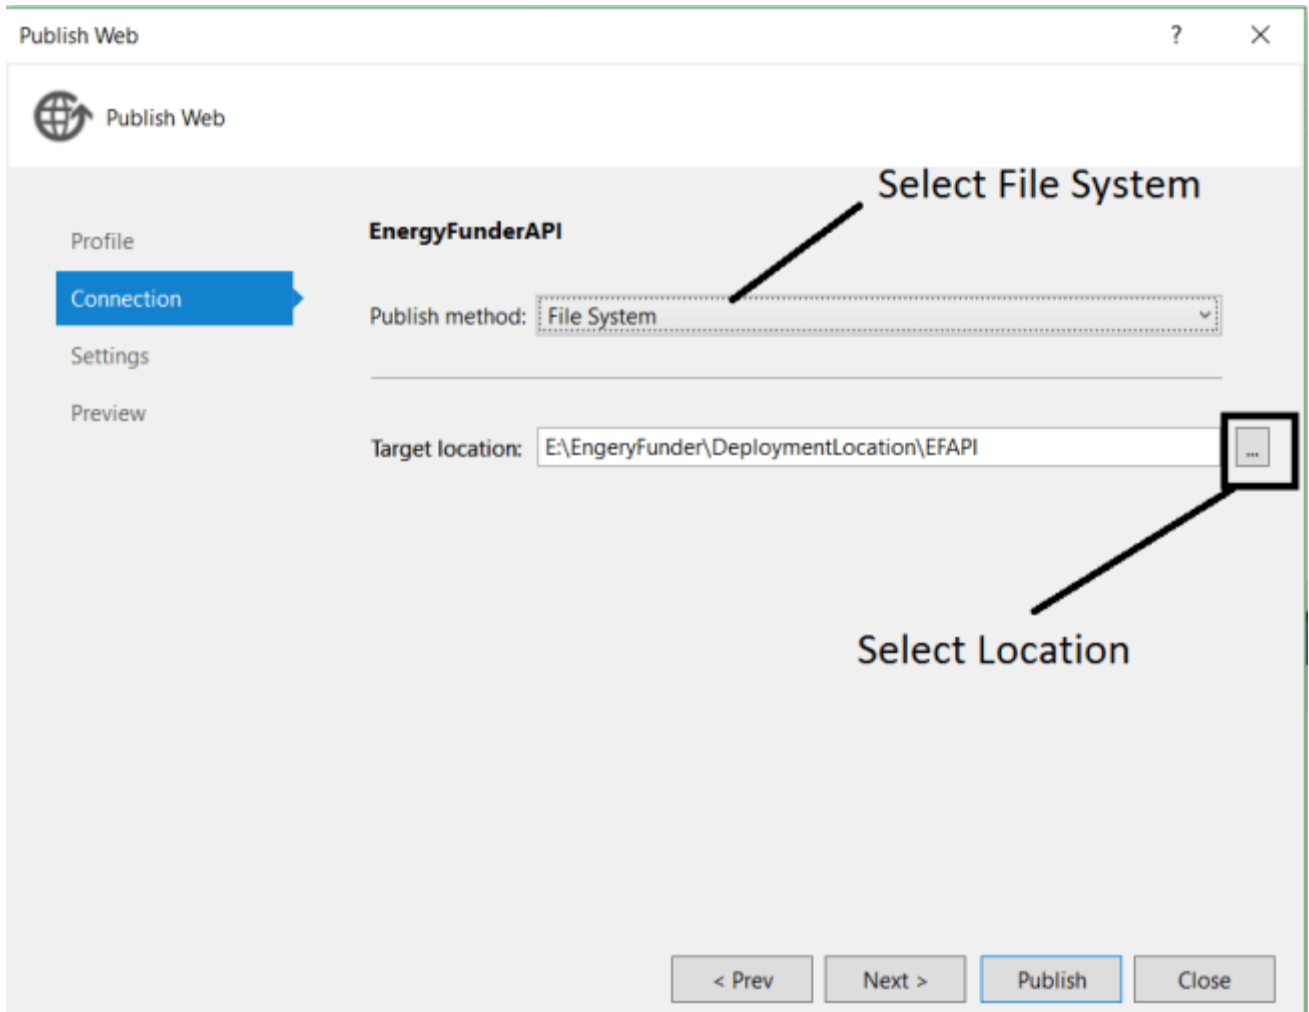 Publish Web
?
Publish Web
Select File System
Profile
EnergyFunderAPI
Connection
Publish method: File System
Settings
Preview
Target location: E:\EngeryFunder\DeploymentLocation\EFAPI
...
Select Location
< Prev
Next >
Publish
Close